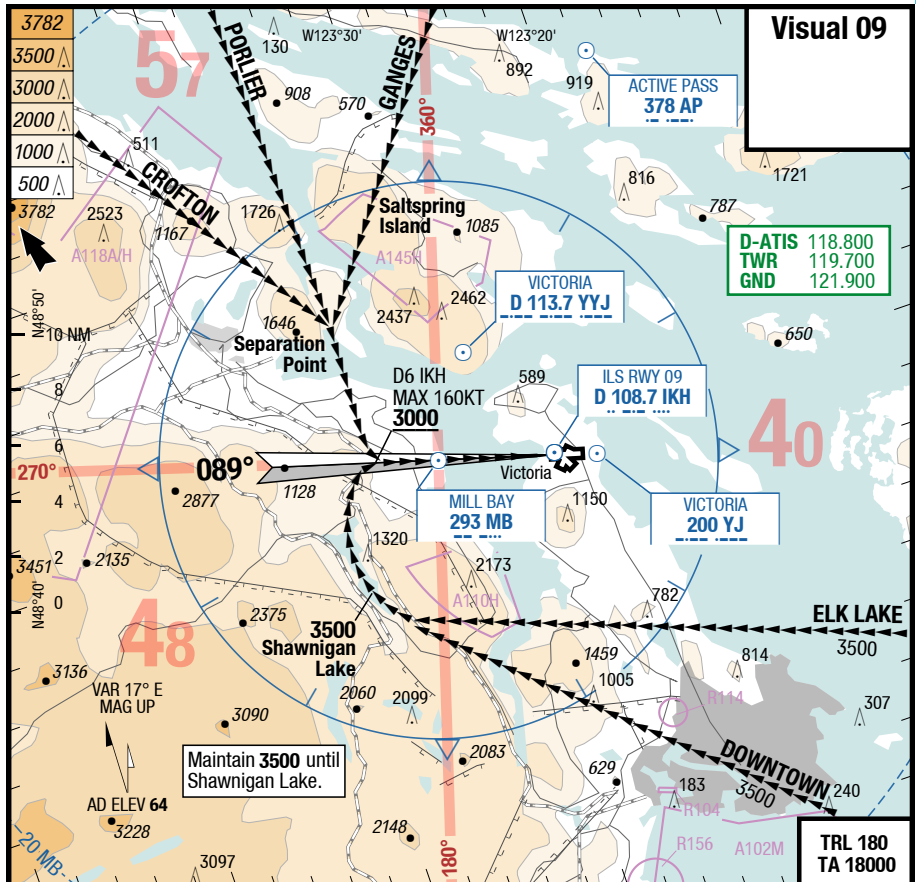 3782
3500
3000
2000
1000
500
3782
Visual 09
57
PORLIER
W123°30'
130
GANGES
W123°20'
892
919
ACTIVE PASS
378 AP
908
570
360°
511
CROFTON
2523
1167
1726
Saltspring
Island
1085
816
1721
787
A118A/H
A145H
D-ATIS 118.800
TWR 119.700
GND 121.900
VICTORIA
D 113.7 YYJ
N48°50'
10 NM
1646
2437
2462
Separation
Point
650
D6 IKH
MAX 160KT
3000
589
ILS RWY 09
D 108.7 IKH
8
6
270°
089°
40
Victoria
1128
2877
4
MILL BAY
293 MB
1150
VICTORIA
200 YJ
1320
2
2135
3451
2173
A110H
N48°40'
0
782
48
2375
3500
Shawnigan
Lake
ELK LAKE
3500
3136
1459
814
VAR 17° E
MAG UP
2060
2099
1005
R114
307
3090
Maintain 3500 until
Shawnigan Lake.
2083
DOWNTOWN
3500
629
183
240
AD ELEV 64
3228
R104
20 MB
2148
R156
A102M
3097
180°
TRL 180
TA 18000